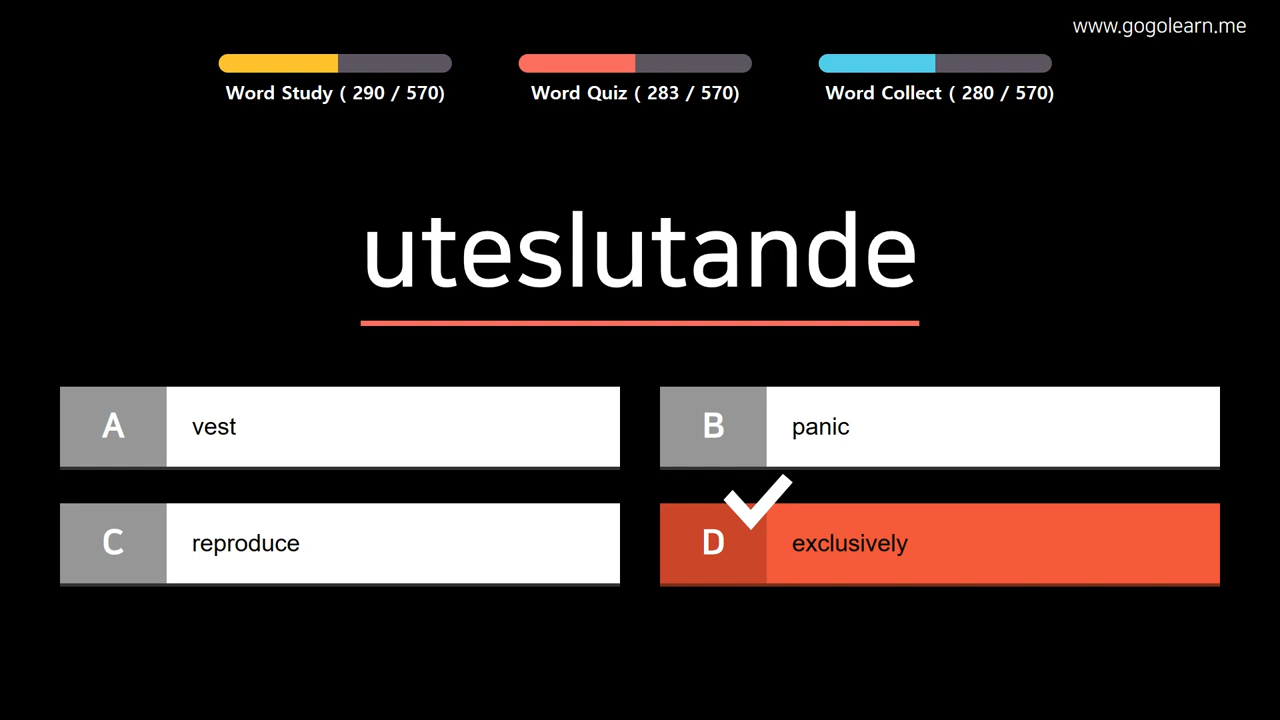 www.gogolearn.me
Word Study ( 290 / 570)
Word Quiz ( 283 / 570)
Word Collect ( 280 / 570)
uteslutande
A vest
B panic
C reproduce
D exclusively